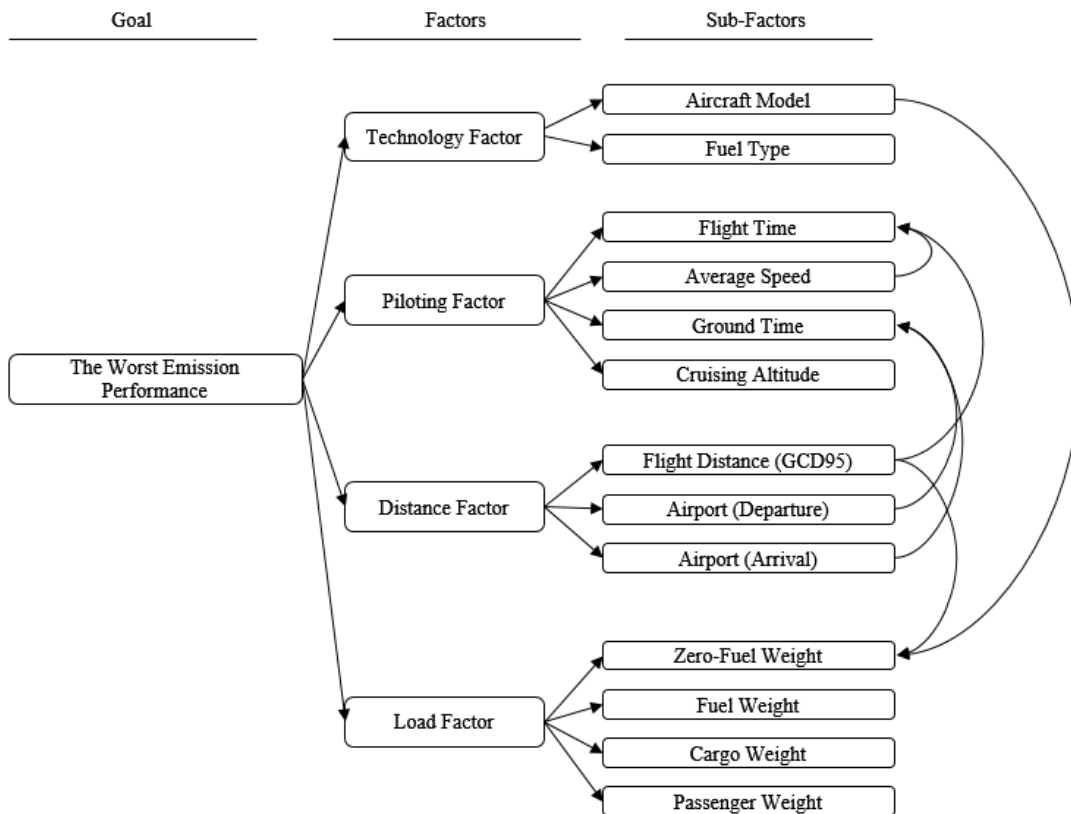 Goal
Factors
Sub-Factors
Aircraft Model
Technology Factor
Fuel Type
Flight Time
Average Speed
Piloting Factor
Ground Time
Cruising Altitude
The Worst Emission
Performance
Flight Distance (GCD95)
Distance Factor
Airport (Departure)
Airport (Arrival)
Zero-Fuel Weight
Fuel Weight
Load Factor
Cargo Weight
Passenger Weight